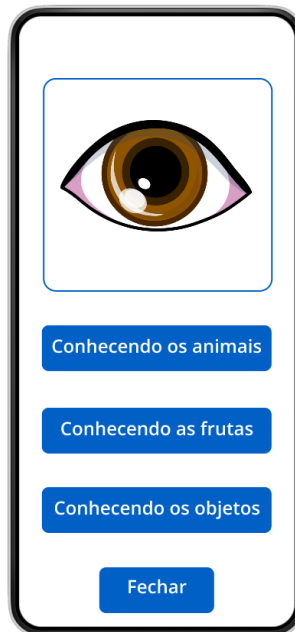 Conhecendo os animais
Conhecendo as frutas
Conhecendo os objetos
Fechar